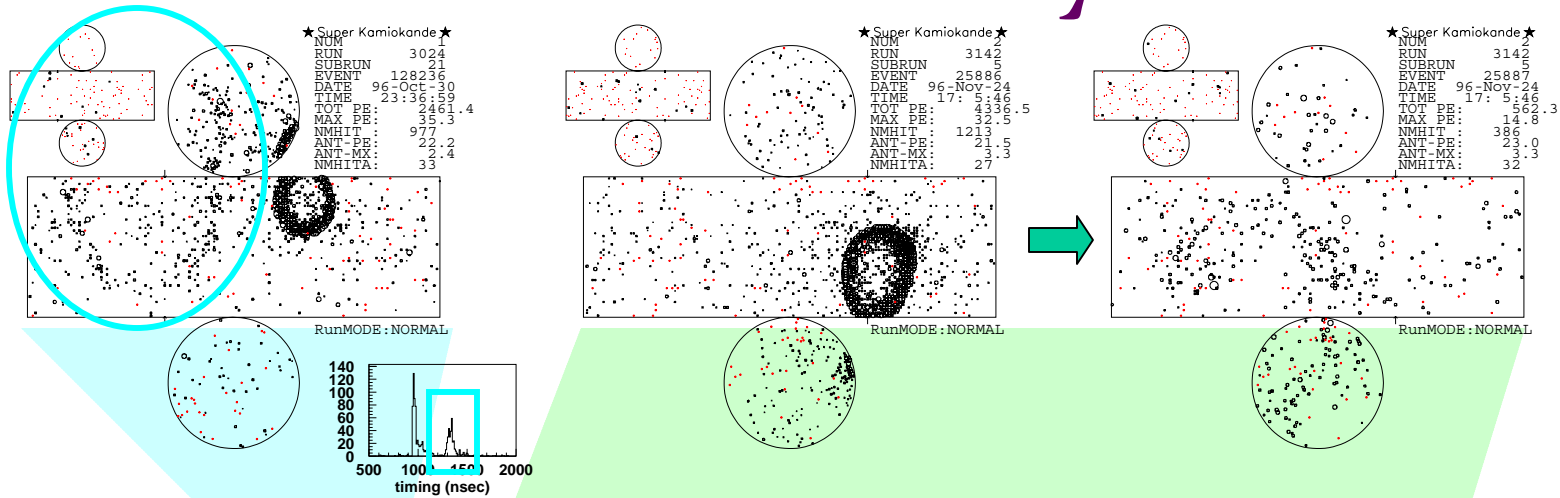 y
★ Super Kamiokande ★
NUM 1
RUN 3024
SUBRUN 21
EVENT 128236
DATE 96-Oct-30
TIME 23:36:59
TOT PE: 2461.4
MAX PE: 35.3
NMHIT : 977
ANT-PE: 22.2
ANT-MX: 2.4
NMHITA: 33
RunMODE:NORMAL
140
120
100
80
60
40
20
0
500 1000 1500 2000
timing (nsec)
★ Super Kamiokande ★
NUM 2
RUN 3142
SUBRUN 5
EVENT 25886
DATE 96-Nov-24
TIME 17: 5:46
TOT PE: 4336.5
MAX PE: 32.5
NMHIT : 1213
ANT-PE: 21.5
ANT-MX: 3.3
NMHITA: 27
RunMODE:NORMAL
★ Super Kamiokande ★
NUM 2
RUN 3142
SUBRUN 5
EVENT 25887
DATE 96-Nov-24
TIME 17: 5:46
TOT PE: 562.3
MAX PE: 14.8
NMHIT : 386
ANT-PE: 23.0
ANT-MX: 3.3
NMHITA: 32
RunMODE:NORMAL